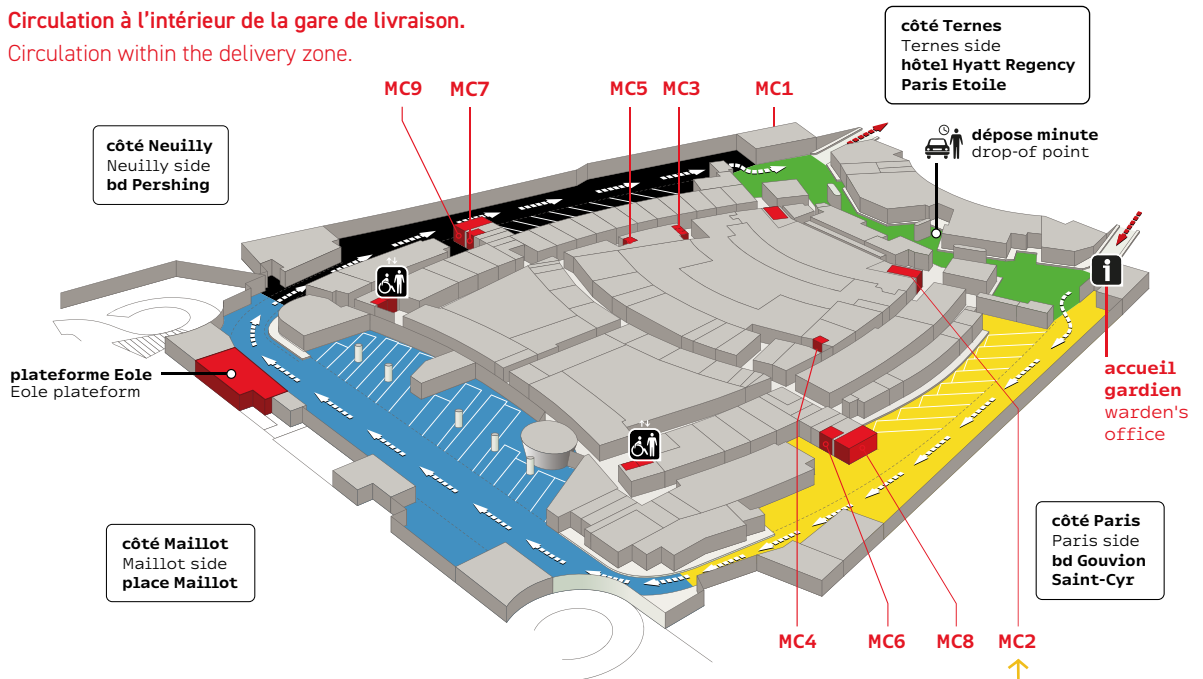 Circulation à l'intérieur de la gare de livraison.
Circulation within the delivery zone.
côté Ternes
Ternes side
hôtel Hyatt Regency
Paris Etoile
MC9
MC7
MC5
MC3
MC1
dépose minute
drop-of point
côté Neuilly
Neuilly side
bd Pershing
i
plateforme Eole
Eole plateform
accueil
gardien
warden's
office
côté Maillot
Maillot side
place Maillot
côté Paris
Paris side
bd Gouvion
Saint-Cyr
MC4
MC6
MC8
MC2